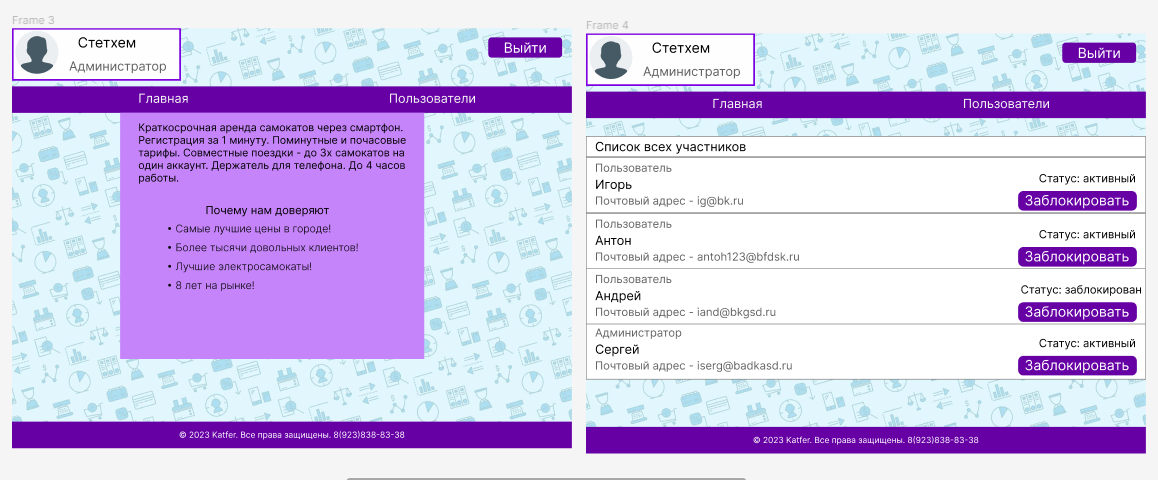 Frame 3
Стетхем
Администратор
Выйти
Главная
Пользователи
Краткосрочная аренда самокатов через смартфон.
Регистрация за 1 минуту. Поминутные и почасовые
тарифы. Совместные поездки - до 3х самокатов на
один аккаунт. Держатель для телефона. До 4 часов
работы.
Почему нам доверяют
• Самые лучшие цены в городе!
• Более тысячи довольных клиентов!
• Лучшие электросамокаты!
• 8 лет на рынке!
© 2023 Katfer. Все права защищены. 8(923)838-83-38
Frame 4
Стетхем
Администратор
Выйти
Главная
Пользователи
Список всех участников
Пользователь
Игорь
Почтовый адрес - ig@bk.ru
Статус: активный
Заблокировать
Пользователь
Антон
Почтовый адрес - antoh123@bfdsk.ru
Статус: активный
Заблокировать
Пользователь
Андрей
Почтовый адрес - iand@bkgsd.ru
Статус: заблокирован
Заблокировать
Администратор
Сергей
Почтовый адрес - iserg@badkasd.ru
Статус: активный
Заблокировать
© 2023 Katfer. Все права защищены. 8(923)838-83-38